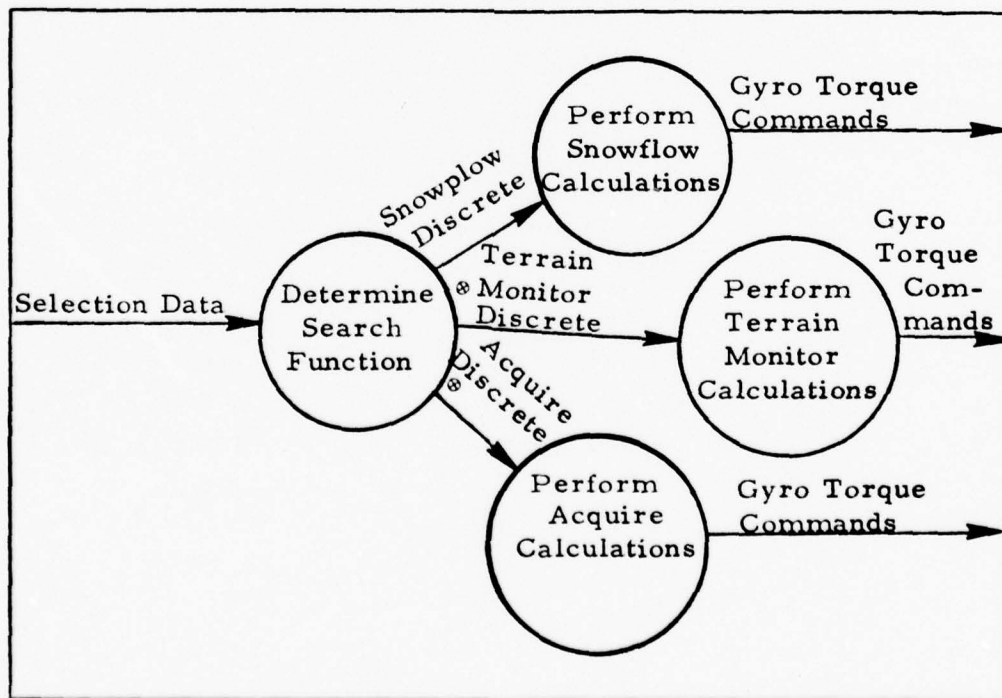 Selection Data
Determine
Search
Function
Snowplow
Discrete
⊗
Terrain
Monitor
Discrete
⊕
Acquire
Discrete
Perform
Snowflow
Calculations
Gyro Torque
Commands
Perform
Terrain
Monitor
Calculations
Gyro
Torque
Com-
mands
Perform
Acquire
Calculations
Gyro Torque
Commands